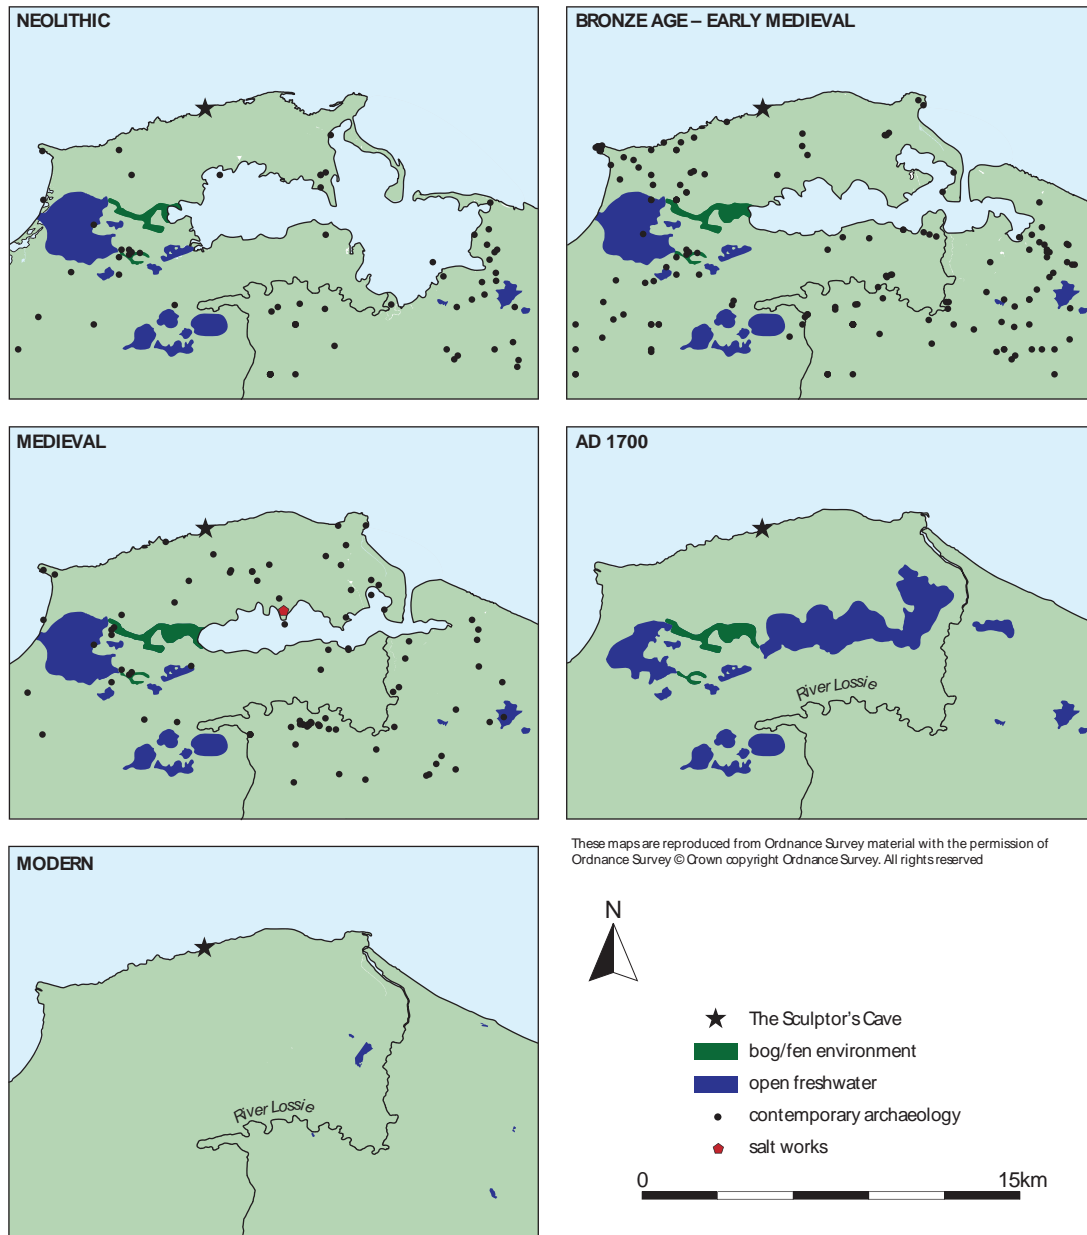 NEOLITHIC
BRONZE AGE – EARLY MEDIEVAL
MEDIEVAL
AD 1700
River Lossie
MODERN
River Lossie
These maps are reproduced from Ordnance Survey material with the permission of
Ordnance Survey © Crown copyright Ordnance Survey. All rights reserved
N
The Sculptor's Cave
bog/fen environment
open freshwater
contemporary archaeology
salt works
0 15km